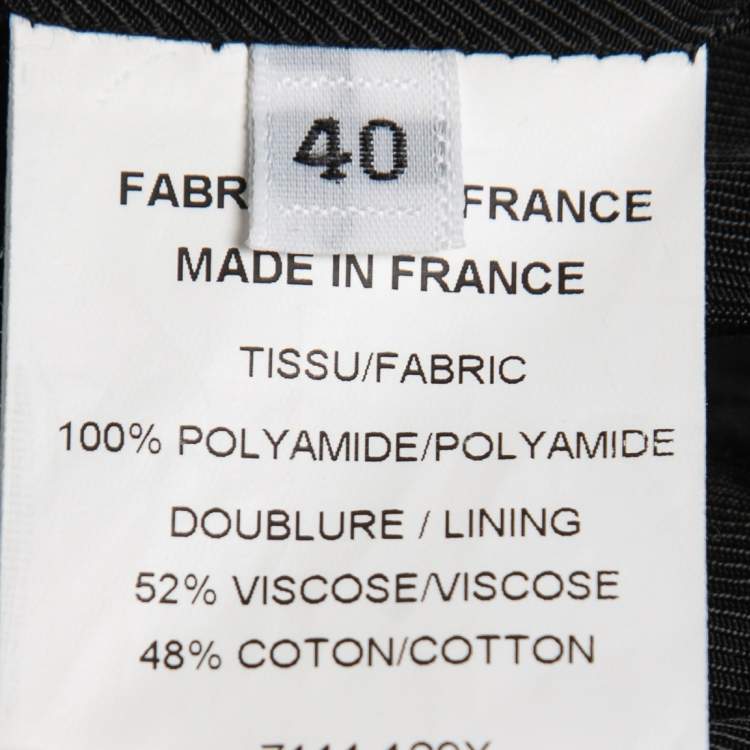 40
FABR FRANCE
MADE IN FRANCE
TISSU/FABRIC
100% POLYAMIDE/POLYAMIDE
DOUBLURE / LINING
52% VISCOSE/VISCOSE
48% COTON/COTTON